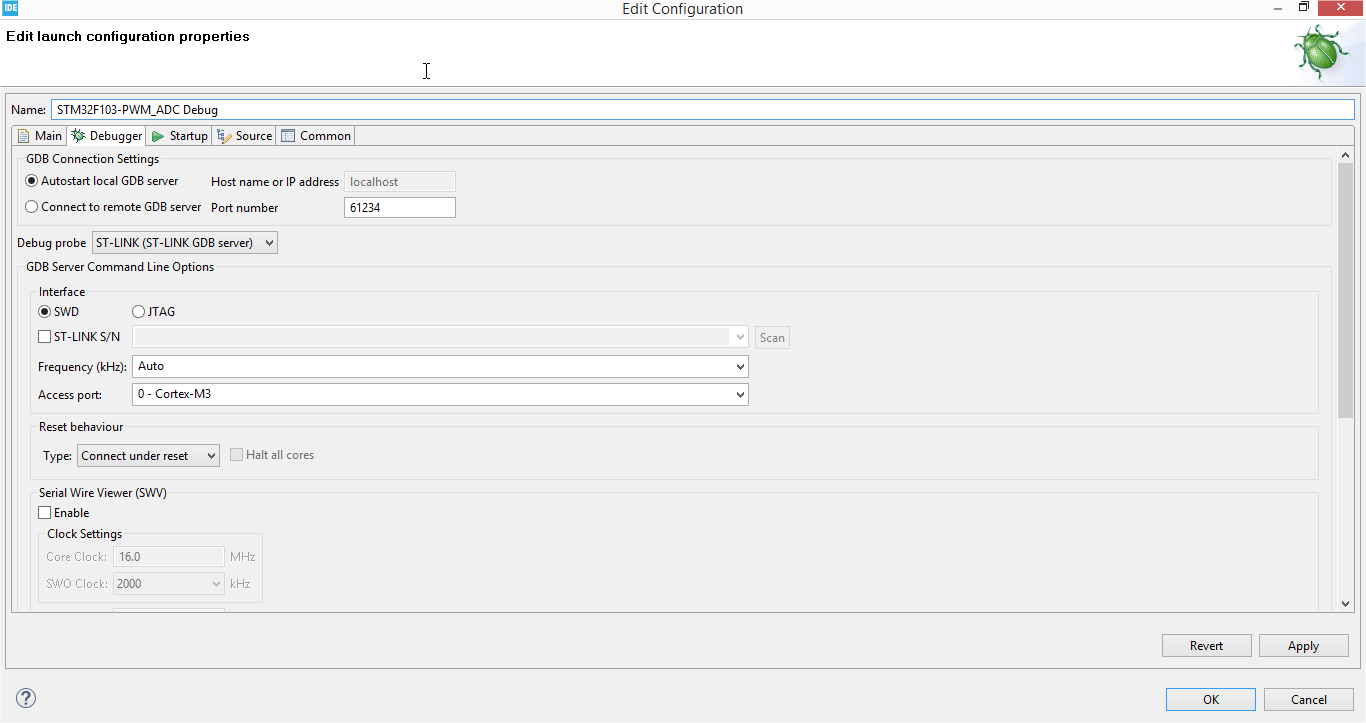 IDE Edit Configuration
Edit launch configuration properties
Name: STM32F103-PWM_ADC Debug
Main Debugger Startup Source Common
GDB Connection Settings
Autostart local GDB server Host name or IP address localhost
Connect to remote GDB server Port number 61234
Debug probe ST-LINK (ST-LINK GDB server)
GDB Server Command Line Options
Interface
SWD JTAG
ST-LINK S/N Scan
Frequency (kHz): Auto
Access port: 0 - Cortex-M3
Reset behaviour
Type: Connect under reset Halt all cores
Serial Wire Viewer (SWV)
Enable
Clock Settings
Core Clock: 16.0 MHz
SWO Clock: 2000 kHz
Revert Apply
? OK Cancel